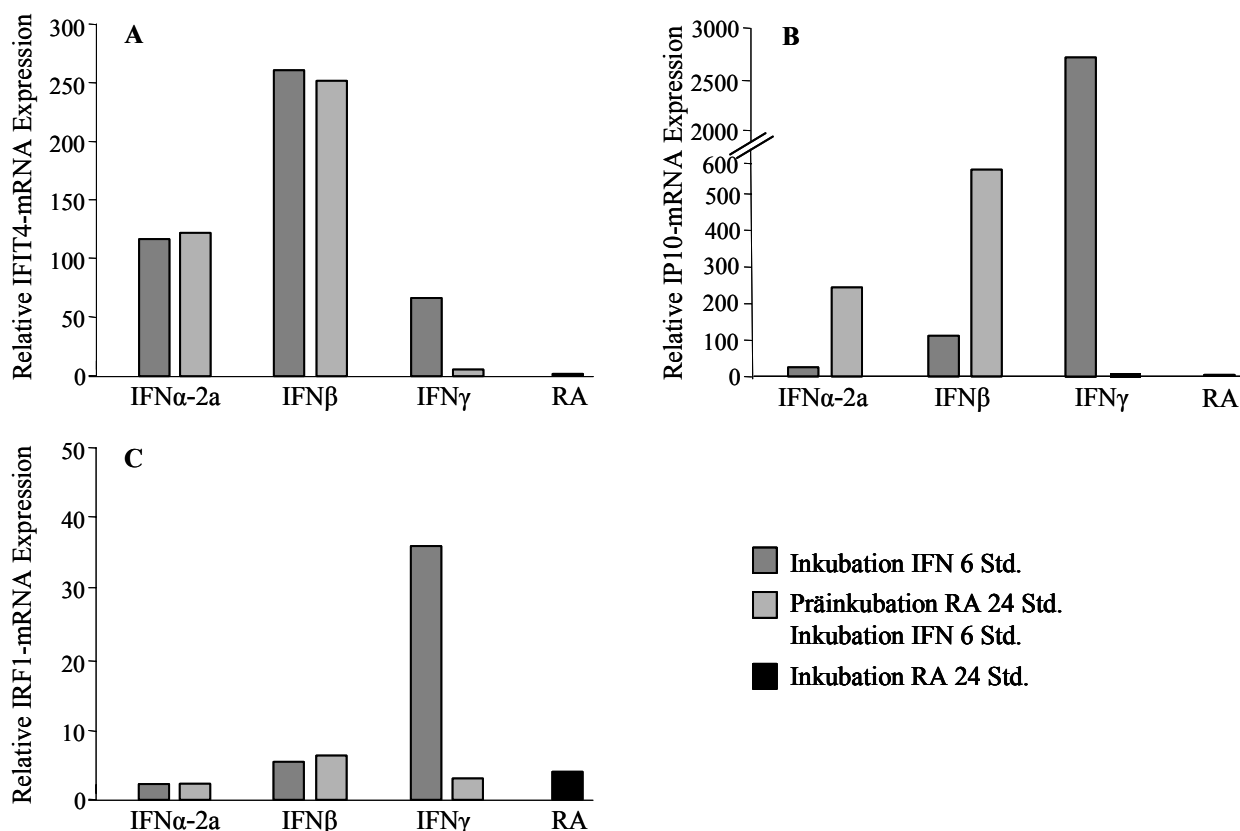 A
Relative IFIT4-mRNA Expression
300
250
200
150
100
50
0
IFNα-2a IFNβ IFNγ RA
B
Relative IP10-mRNA Expression
3000
2500
2000
600
500
400
300
200
100
0
IFNα-2a IFNβ IFNγ RA
C
Relative IRF1-mRNA Expression
50
40
30
20
10
0
IFNα-2a IFNβ IFNγ RA
Inkubation IFN 6 Std.
Präinkubation RA 24 Std.
Inkubation IFN 6 Std.
Inkubation RA 24 Std.